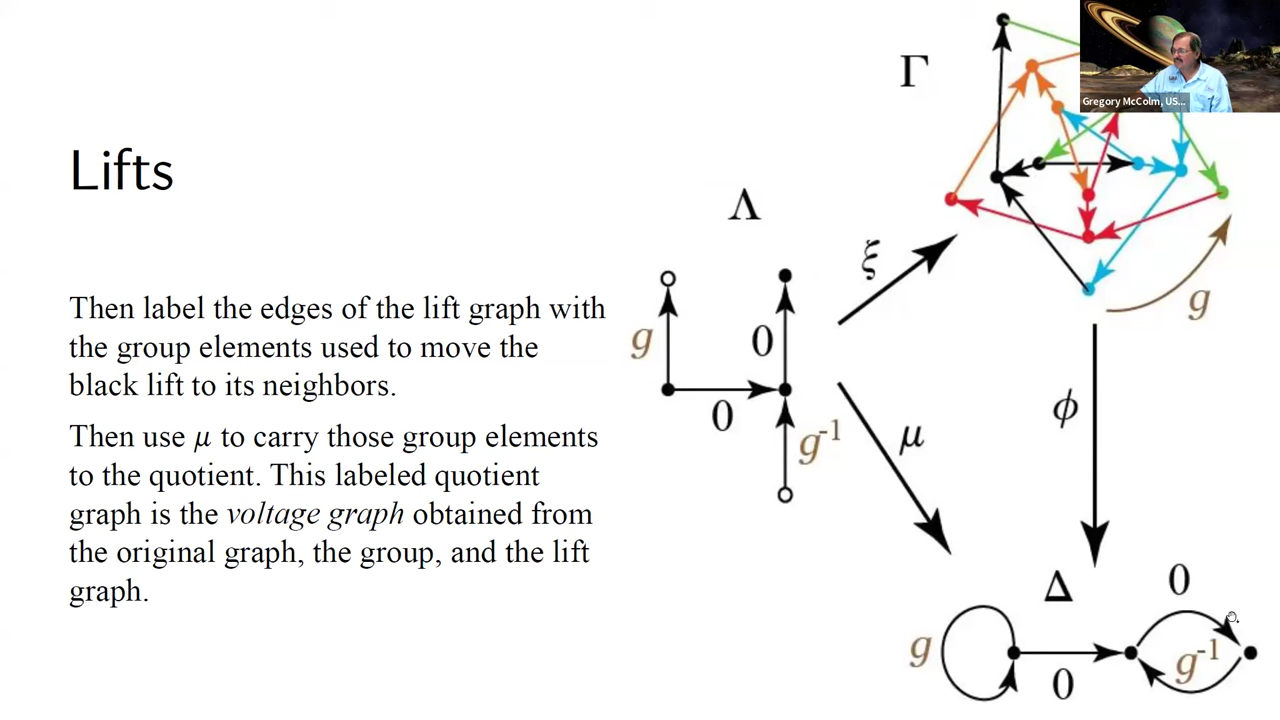 Gregory McColm, US...
Γ
Lifts
Λ
ξ
g
Then label the edges of the lift graph with
the group elements used to move the
black lift to its neighbors.
g
0
0
Then use μ to carry those group elements
to the quotient. This labeled quotient
graph is the voltage graph obtained from
the original graph, the group, and the lift
graph.
g⁻¹
μ
ϕ
Δ
0
g
0
g⁻¹